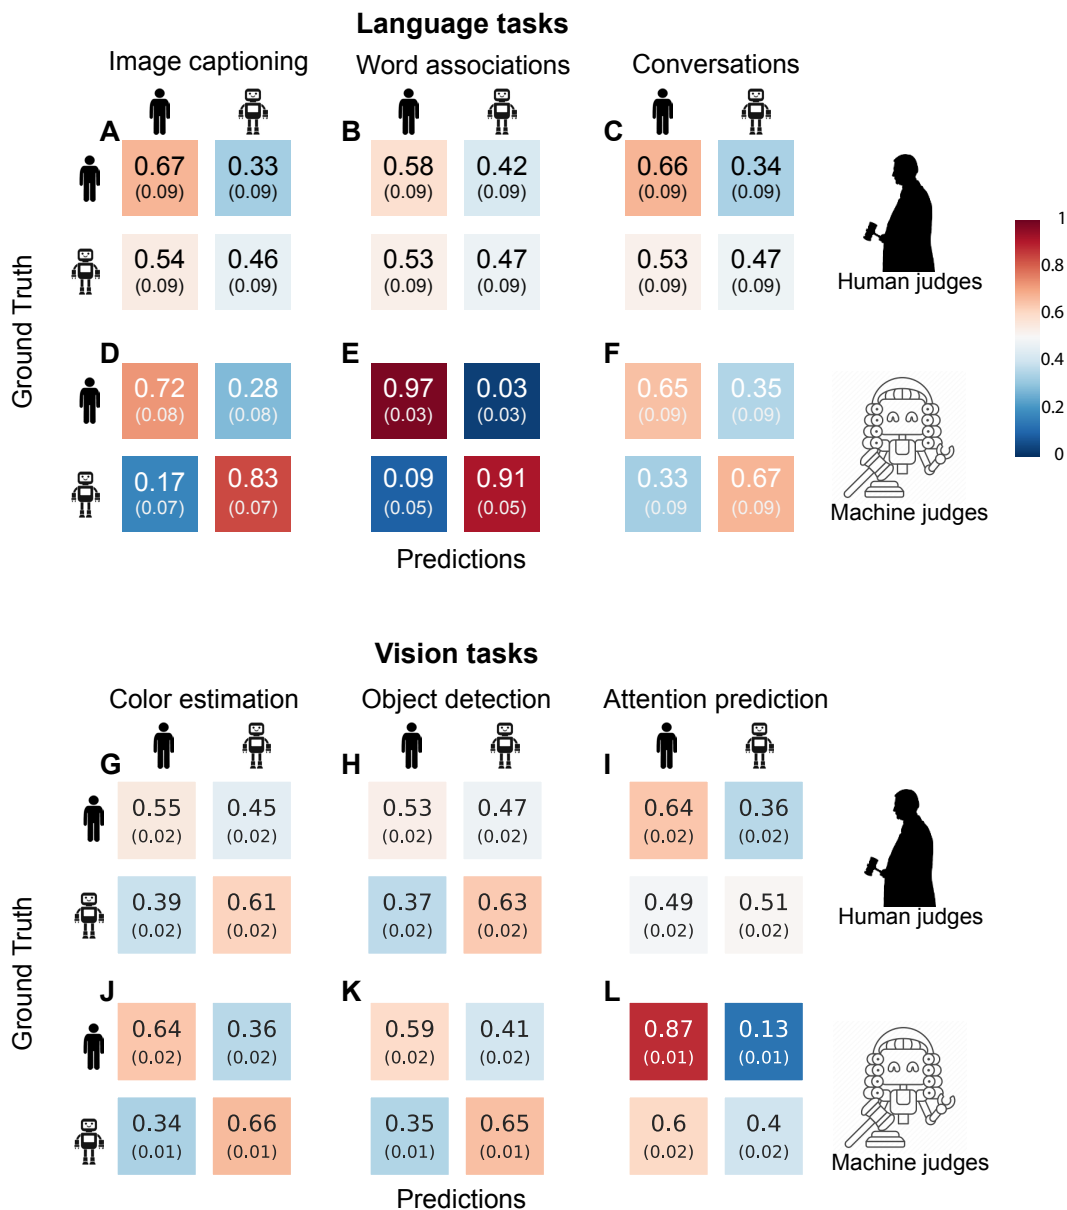 Language tasks
Image captioning Word associations Conversations
A B C
0.67 0.33 0.58 0.42 0.66 0.34
(0.09) (0.09) (0.09) (0.09) (0.09) (0.09)
0.54 0.46 0.53 0.47 0.53 0.47
(0.09) (0.09) (0.09) (0.09) (0.09) (0.09)
Human judges
D E F
0.72 0.28 0.97 0.03 0.65 0.35
(0.08) (0.08) (0.03) (0.03) (0.09) (0.09)
0.17 0.83 0.09 0.91 0.33 0.67
(0.07) (0.07) (0.05) (0.05) (0.09 (0.09)
Machine judges
Ground Truth
Predictions
1
0.8
0.6
0.4
0.2
0
Vision tasks
Color estimation Object detection Attention prediction
G H I
0.55 0.45 0.53 0.47 0.64 0.36
(0.02) (0.02) (0.02) (0.02) (0.02) (0.02)
0.39 0.61 0.37 0.63 0.49 0.51
(0.02) (0.02) (0.02) (0.02) (0.02) (0.02)
Human judges
J K L
0.64 0.36 0.59 0.41 0.87 0.13
(0.02) (0.02) (0.02) (0.02) (0.01) (0.01)
0.34 0.66 0.35 0.65 0.6 0.4
(0.01) (0.01) (0.01) (0.01) (0.02) (0.02)
Machine judges
Ground Truth
Predictions